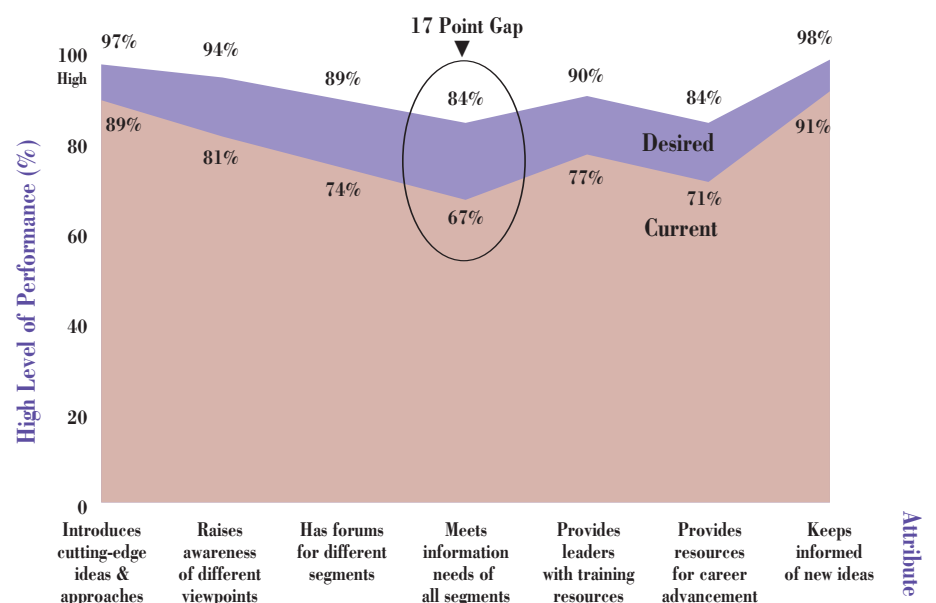 17 Point Gap
100
High
80
60
40
20
0
High Level of Performance (%)
97%
94%
89%
84%
90%
84%
98%
89%
81%
74%
67%
77%
71%
91%
Desired
Current
Introduces
cutting-edge
ideas &
approaches
Raises
awareness
of different
viewpoints
Has forums
for different
segments
Meets
information
needs of
all segments
Provides
leaders
with training
resources
Provides
resources
for career
advancement
Keeps
informed
of new ideas
Attribute